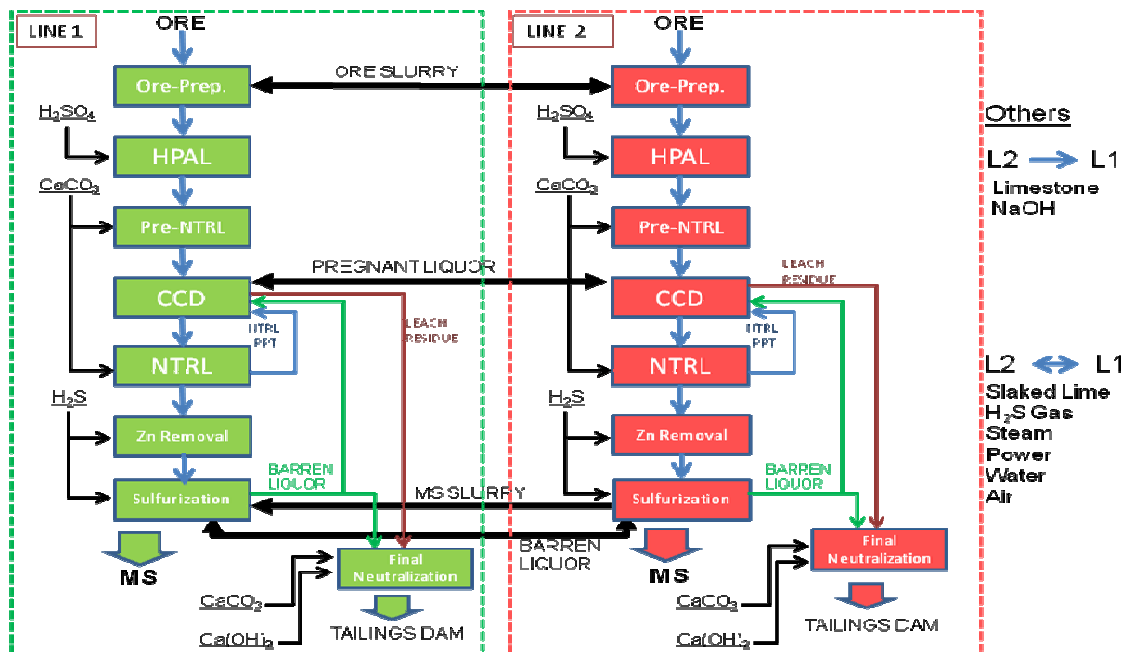 LINE 1
ORE
Ore-Prep.
H₂SO₄
HPAL
CaCO₃
Pre-NTRL
CCD
NTRL
PPT
LEACH
RESIDUE
NTRL
H₂S
Zn Removal
BARREN
LIQUOR
Sulfurization
MS
Final
Neutralization
CaCO₃
Ca(OH)₂
TAILINGS DAM
ORE SLURRY
PREGNANT LIQUOR
MS SLURRY
BARREN
LIQUOR
LINE 2
ORE
Ore-Prep.
H₂SO₄
HPAL
CaCO₃
Pre-NTRL
LEACH
RESIDUE
CCD
NTRL
PPT
NTRL
H₂S
Zn Removal
BARREN
LIQUOR
Sulfurization
MS
Final
Neutralization
CaCO₃
Ca(OH)₂
TAILINGS DAM
Others
L2 L1
Limestone
NaOH
L2 L1
Slaked Lime
H₂S Gas
Steam
Power
Water
Air